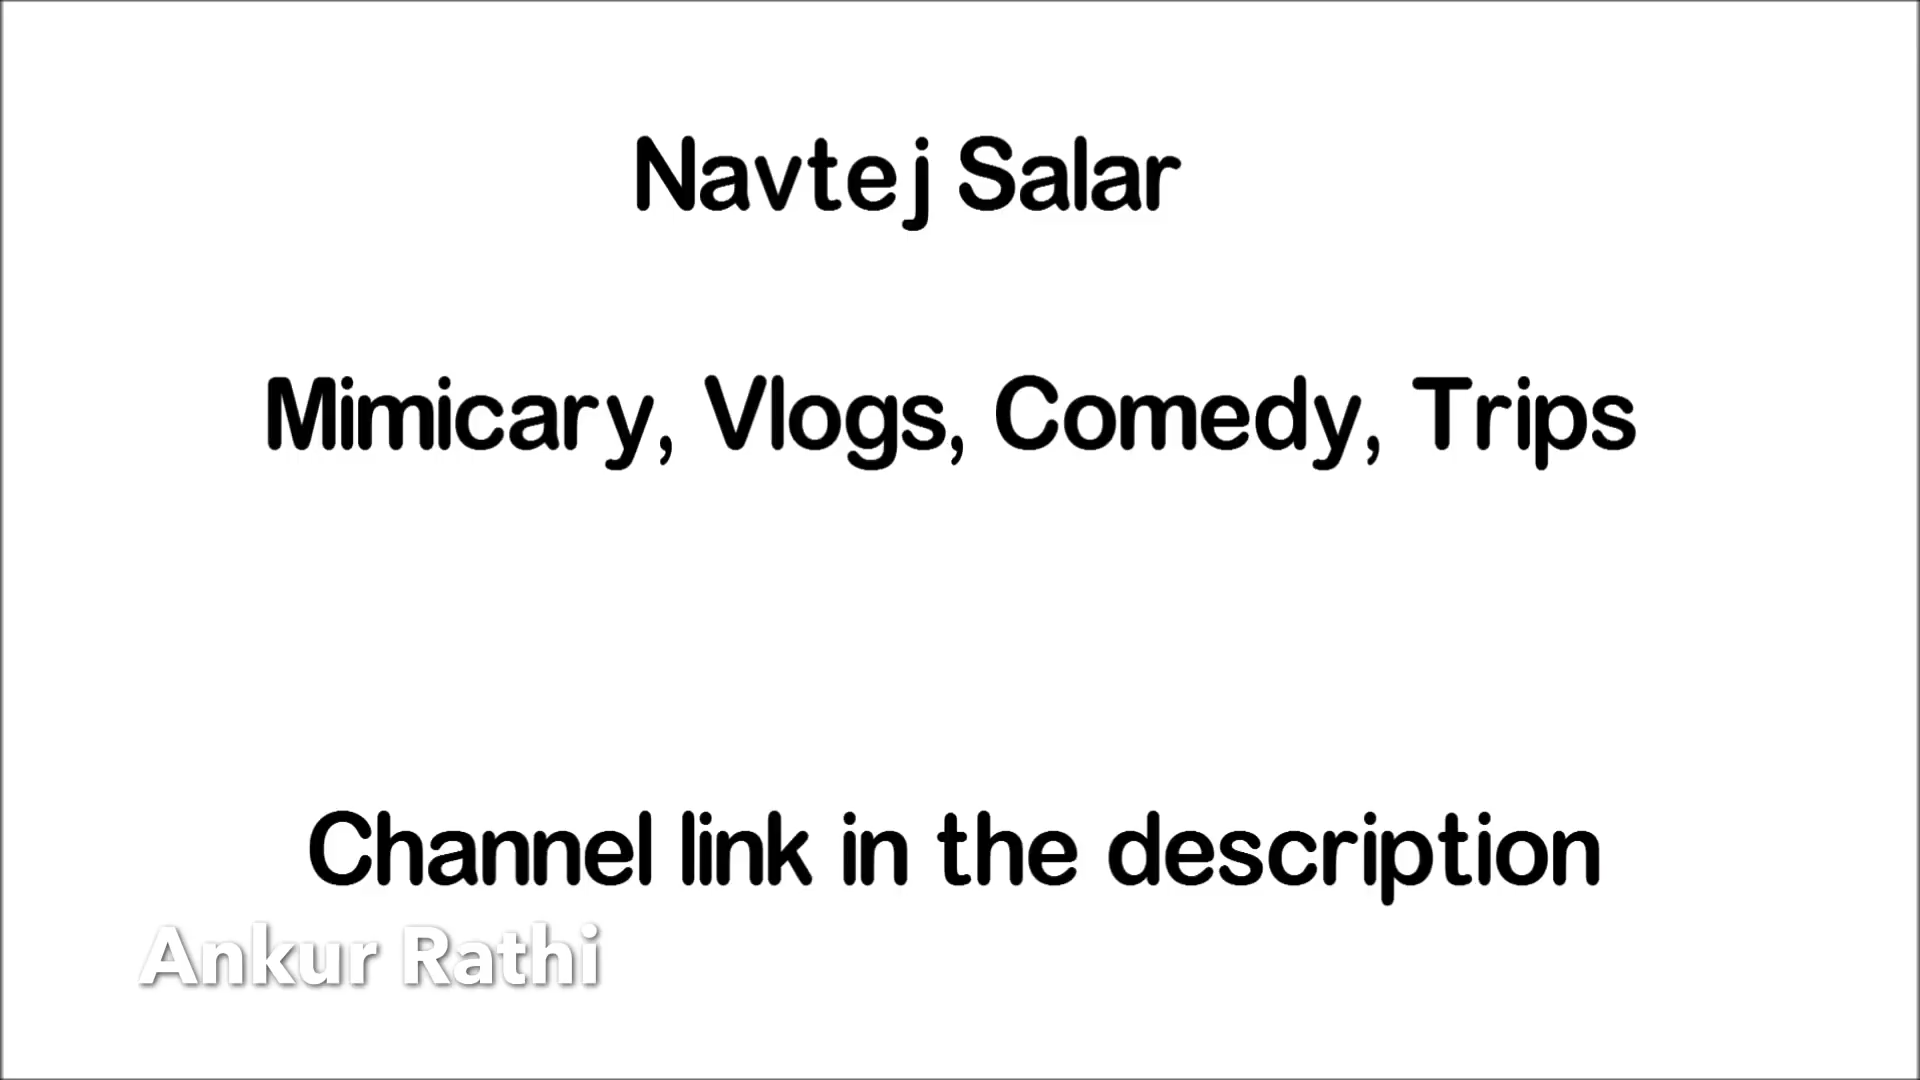 Navtej Salar
Mimicary, Vlogs, Comedy, Trips
Channel link in the description
Ankur Rathi